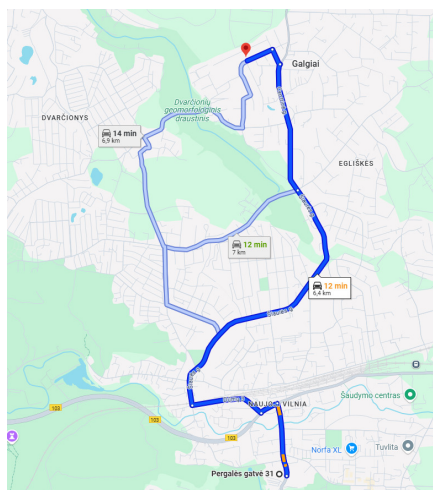 Galgiai
Dvarčionių
geomorfologinis
draustinis
DVARČIONYS
14 min
6,9 km
EGLIŠKĖS
12 min
7 km
12 min
6,4 km
Šaudymo centras
103
NAUJOJI VILNIA
103
103
Norfa XL
Tuvlita
Pergalės gatvė 31